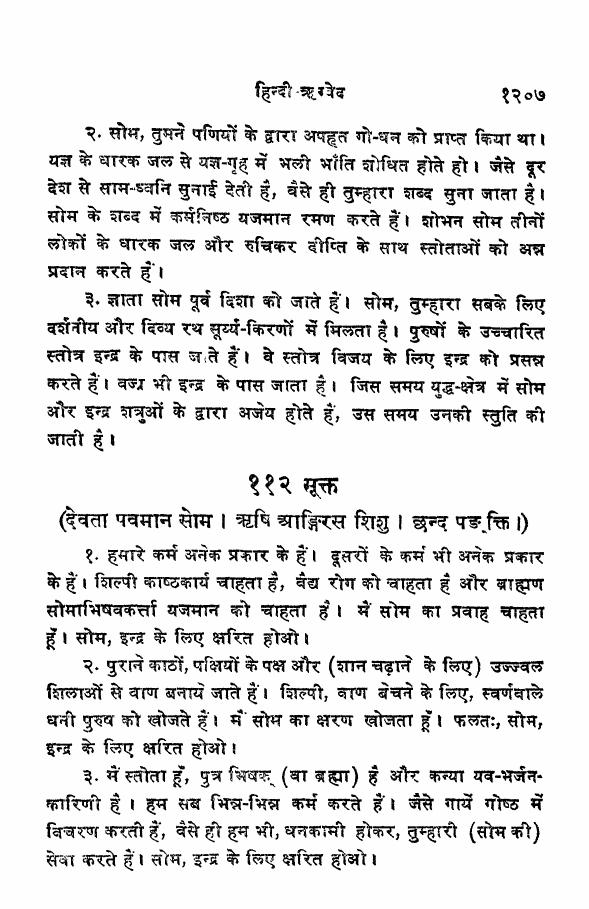 हिन्दी-ऋग्वेद १२०७
२. सोम, तुमने पणियों के द्वारा अपहृत गो-धन को प्राप्त किया था।
यज्ञ के धारक जल से यज्ञ-गृह में भली भाँति शोधित होते हो। जैसे दूर
देश से साम-ध्वनि सुनाई देती है, वैसे ही तुम्हारा शब्द सुना जाता है।
सोम के शब्द में कर्मनिष्ठ यजमान रमण करते हैं। शोभन सोम तीनों
लोकों के धारक जल और रुचिकर दीप्ति के साथ स्तोताओं को अन्न
प्रदान करते हैं।
३. ज्ञाता सोम पूर्व दिशा को जाते हैं। सोम, तुम्हारा सबके लिए
दर्शनीय और दिव्य रथ सूर्य्य-किरणों में मिलता है। पुरुषों के उच्चारित
स्तोत्र इन्द्र के पास जाते हैं। वे स्तोत्र विजय के लिए इन्द्र को प्रसन्न
करते हैं। वज्र भी इन्द्र के पास जाता है। जिस समय युद्ध-क्षेत्र में सोम
और इन्द्र शत्रुओं के द्वारा अजेय होते हैं, उस समय उनकी स्तुति की
जाती है।
११२ सूक्त
(देवता पवमान सोम। ऋषि आङ्गिरस शिशु। छन्द पङ्क्ति।)
१. हमारे कर्म अनेक प्रकार के हैं। दूसरों के कर्म भी अनेक प्रकार
के हैं। शिल्पी काष्ठकार्य चाहता है, वैद्य रोग को चाहता है और ब्राह्मण
सोमाभिषवकर्त्ता यजमान को चाहता है। मैं सोम का प्रवाह चाहता
हूँ। सोम, इन्द्र के लिए क्षरित होओ।
२. पुराने काठों, पक्षियों के पक्ष और (शान चढ़ाने के लिए) उज्ज्वल
शिलाओं से वाण बनाये जाते हैं। शिल्पी, वाण बेचने के लिए, स्वर्णवाले
धनी पुरुष को खोजते हैं। मैं सोम का क्षरण खोजता हूँ। फलतः, सोम,
इन्द्र के लिए क्षरित होओ।
३. मैं स्तोता हूँ, पुत्र भिषक् (वा ब्रह्मा) है और कन्या यव-भर्जन-
कारिणी है। हम सब भिन्न-भिन्न कर्म करते हैं। जैसे गायें गोष्ठ में
विचरण करती हैं, वैसे ही हम भी, धनकामी होकर, तुम्हारी (सोम की)
सेवा करते हैं। सोम, इन्द्र के लिए क्षरित होओ।